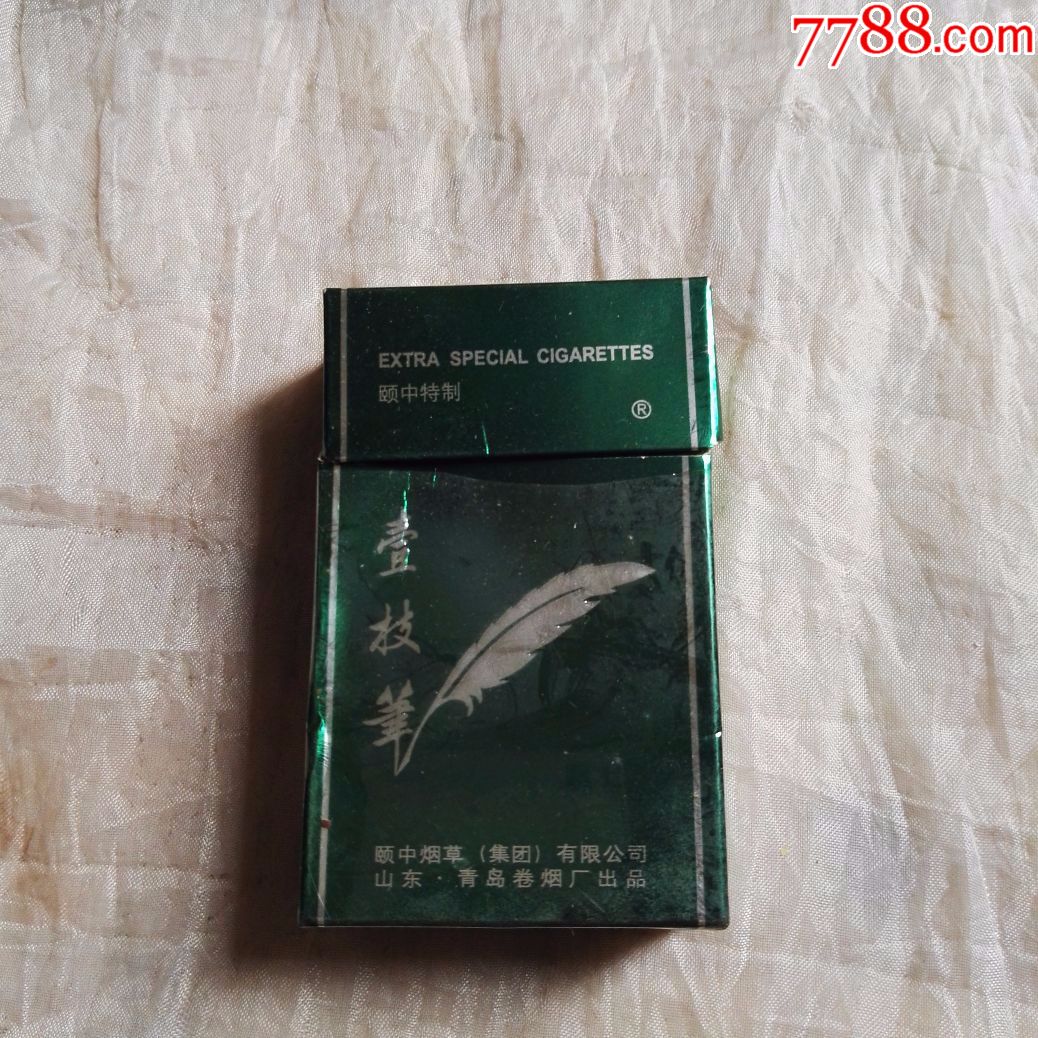 7788.com
EXTRA SPECIAL CIGARETTES
颐中特制
®
壹枝筆
颐中烟草（集团）有限公司
山东·青岛卷烟厂出品